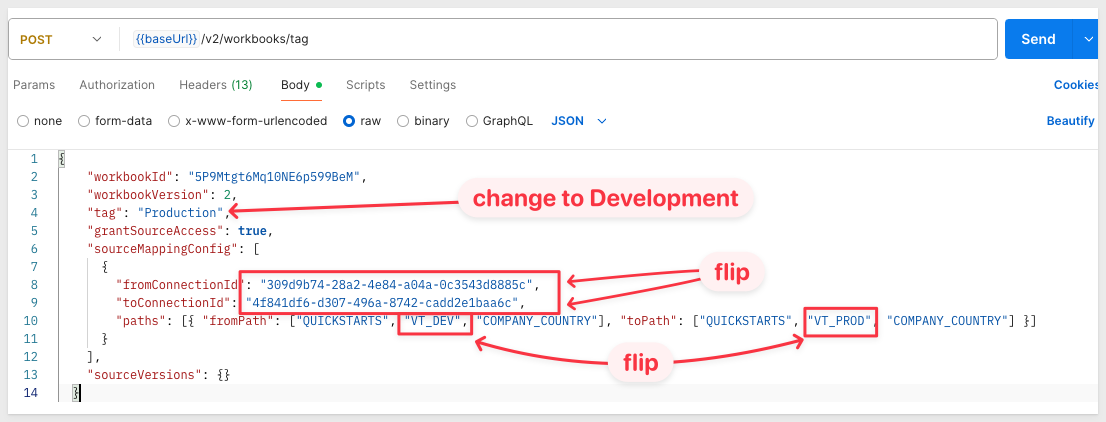 POST {{baseUrl}} /v2/workbooks/tag Send
Params Authorization Headers (13) Body Scripts Settings Cookies
none form-data x-www-form-urlencoded raw binary GraphQL JSON Beautify
1 {
2 "workbookId": "5P9Mtgt6Mq10NE6p599BeM",
3 "workbookVersion": 2,
4 "tag": "Production",
change to Development
5 "grantSourceAccess": true,
6 "sourceMappingConfig": [
7 {
8 "fromConnectionId": "309d9b74-28a2-4e84-a04a-0c3543d8885c",
flip
9 "toConnectionId": "4f841df6-d307-496a-8742-cadd2e1baa6c",
10 "paths": [{ "fromPath": ["QUICKSTARTS", "VT_DEV", "COMPANY_COUNTRY"], "toPath": ["QUICKSTARTS", "VT_PROD", "COMPANY_COUNTRY"] }]
11 }
flip
12 ],
13 "sourceVersions": {}
14 }